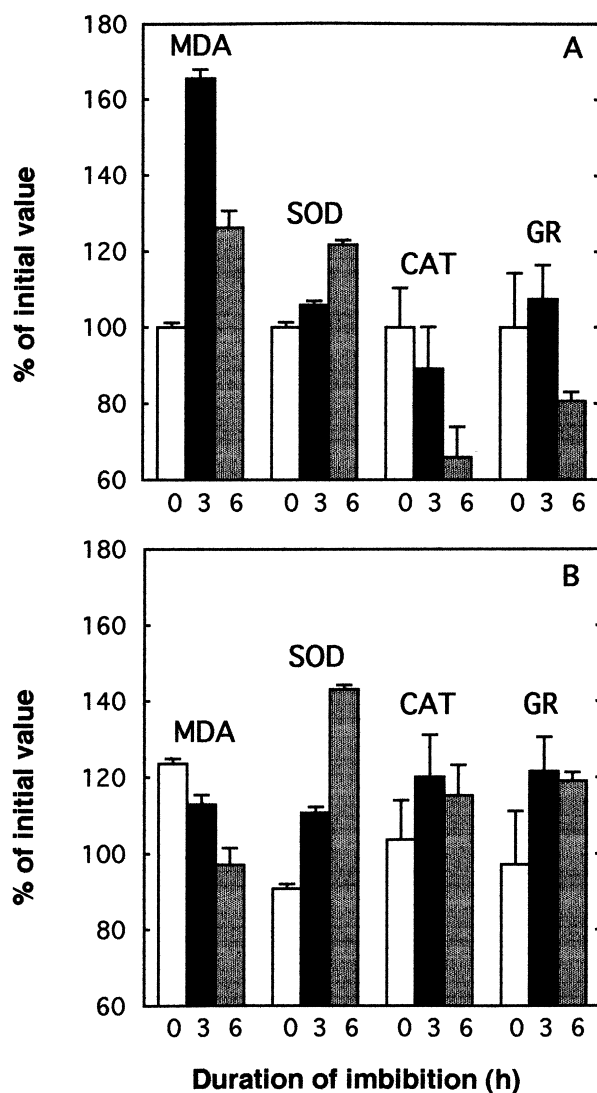 180
MDA
A
160
140
SOD
120
CAT
GR
100
80
60
% of initial value
0 3 6 0 3 6 0 3 6 0 3 6
180
B
160
SOD
140
MDA
CAT
GR
120
100
80
60
% of initial value
0 3 6 0 3 6 0 3 6 0 3 6
Duration of imbibition (h)